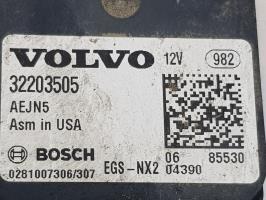 VOLVO 12V 982
32203505
AEJN5
Asm in USA
BOSCH EGS-NX2 06 85530
0281007306/307 04390